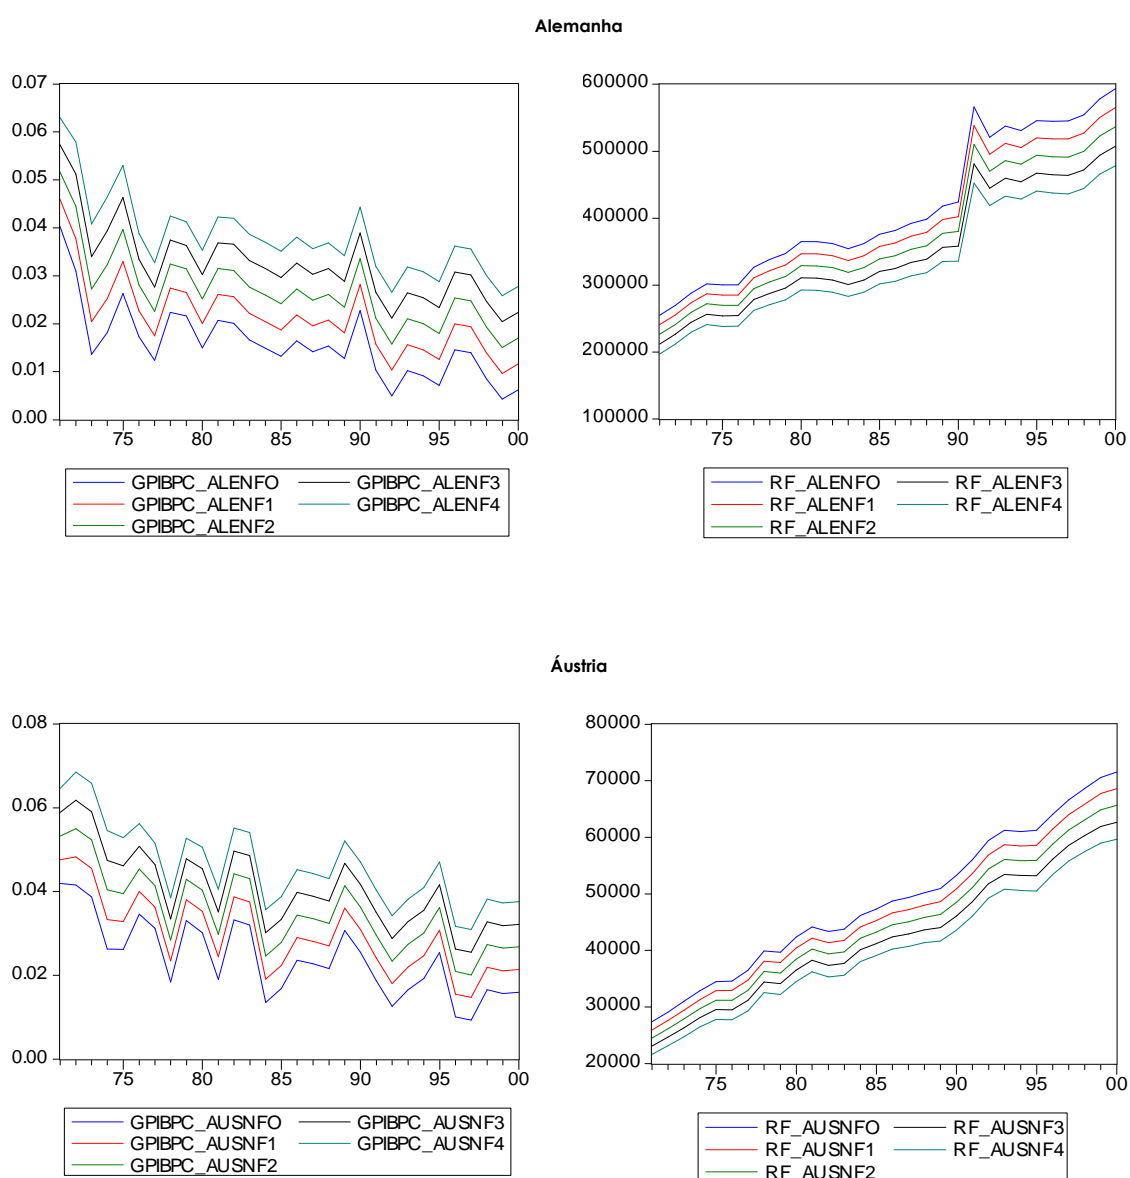 Alemanha
0.07
0.06
0.05
0.04
0.03
0.02
0.01
0.00
75 80 85 90 95 00
GPIBPC_ALENFO GPIBPC_ALENF3
GPIBPC_ALENF1 GPIBPC_ALENF4
GPIBPC_ALENF2
600000
500000
400000
300000
200000
100000
75 80 85 90 95 00
RF_ALENFO RF_ALENF3
RF_ALENF1 RF_ALENF4
RF_ALENF2
Áustria
0.08
0.06
0.04
0.02
0.00
75 80 85 90 95 00
GPIBPC_AUSNFO GPIBPC_AUSNF3
GPIBPC_AUSNF1 GPIBPC_AUSNF4
GPIBPC_AUSNF2
80000
70000
60000
50000
40000
30000
20000
75 80 85 90 95 00
RF_AUSNFO RF_AUSNF3
RF_AUSNF1 RF_AUSNF4
RF_AUSNF2